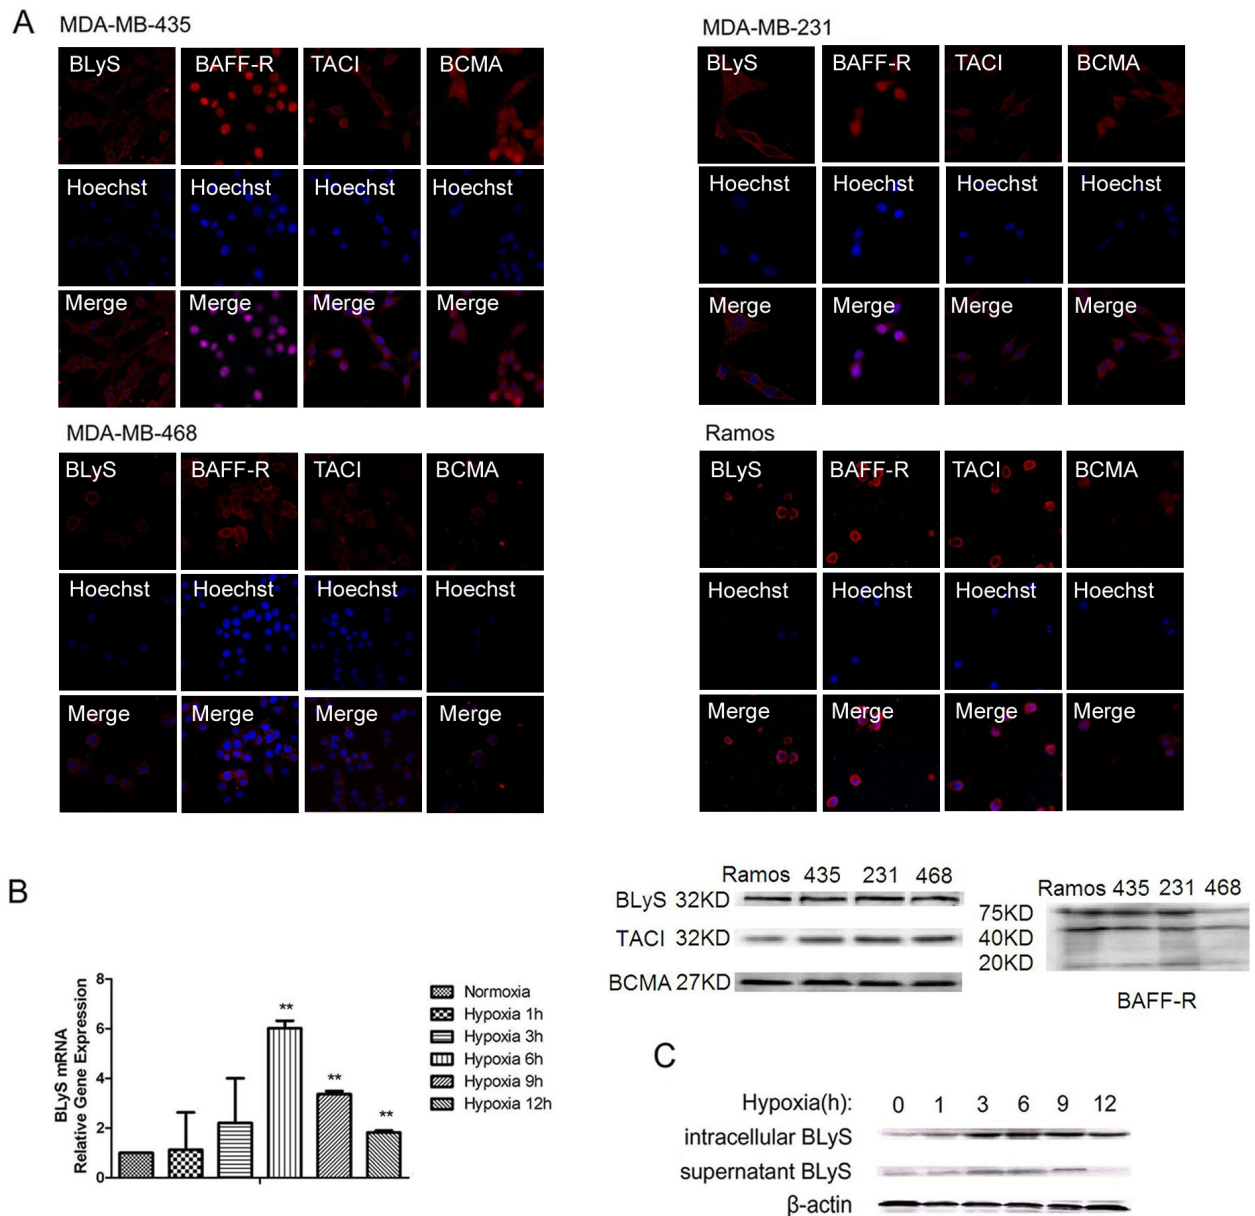 A
MDA-MB-435
BLyS BAFF-R TACI BCMA
Hoechst Hoechst Hoechst Hoechst
Merge Merge Merge Merge
MDA-MB-231
BLyS BAFF-R TACI BCMA
Hoechst Hoechst Hoechst Hoechst
Merge Merge Merge Merge
MDA-MB-468
BLyS BAFF-R TACI BCMA
Hoechst Hoechst Hoechst Hoechst
Merge Merge Merge Merge
Ramos
BLyS BAFF-R TACI BCMA
Hoechst Hoechst Hoechst Hoechst
Merge Merge Merge Merge
Ramos 435 231 468
BLyS 32KD
TACI 32KD
BCMA 27KD
Ramos 435 231 468
75KD
40KD
20KD
BAFF-R
B
BLyS mRNA
Relative Gene Expression
8
6
4
2
0
**
**
**
Normoxia
Hypoxia 1h
Hypoxia 3h
Hypoxia 6h
Hypoxia 9h
Hypoxia 12h
C
Hypoxia(h): 0 1 3 6 9 12
intracellular BLyS
supernatant BLyS
β-actin